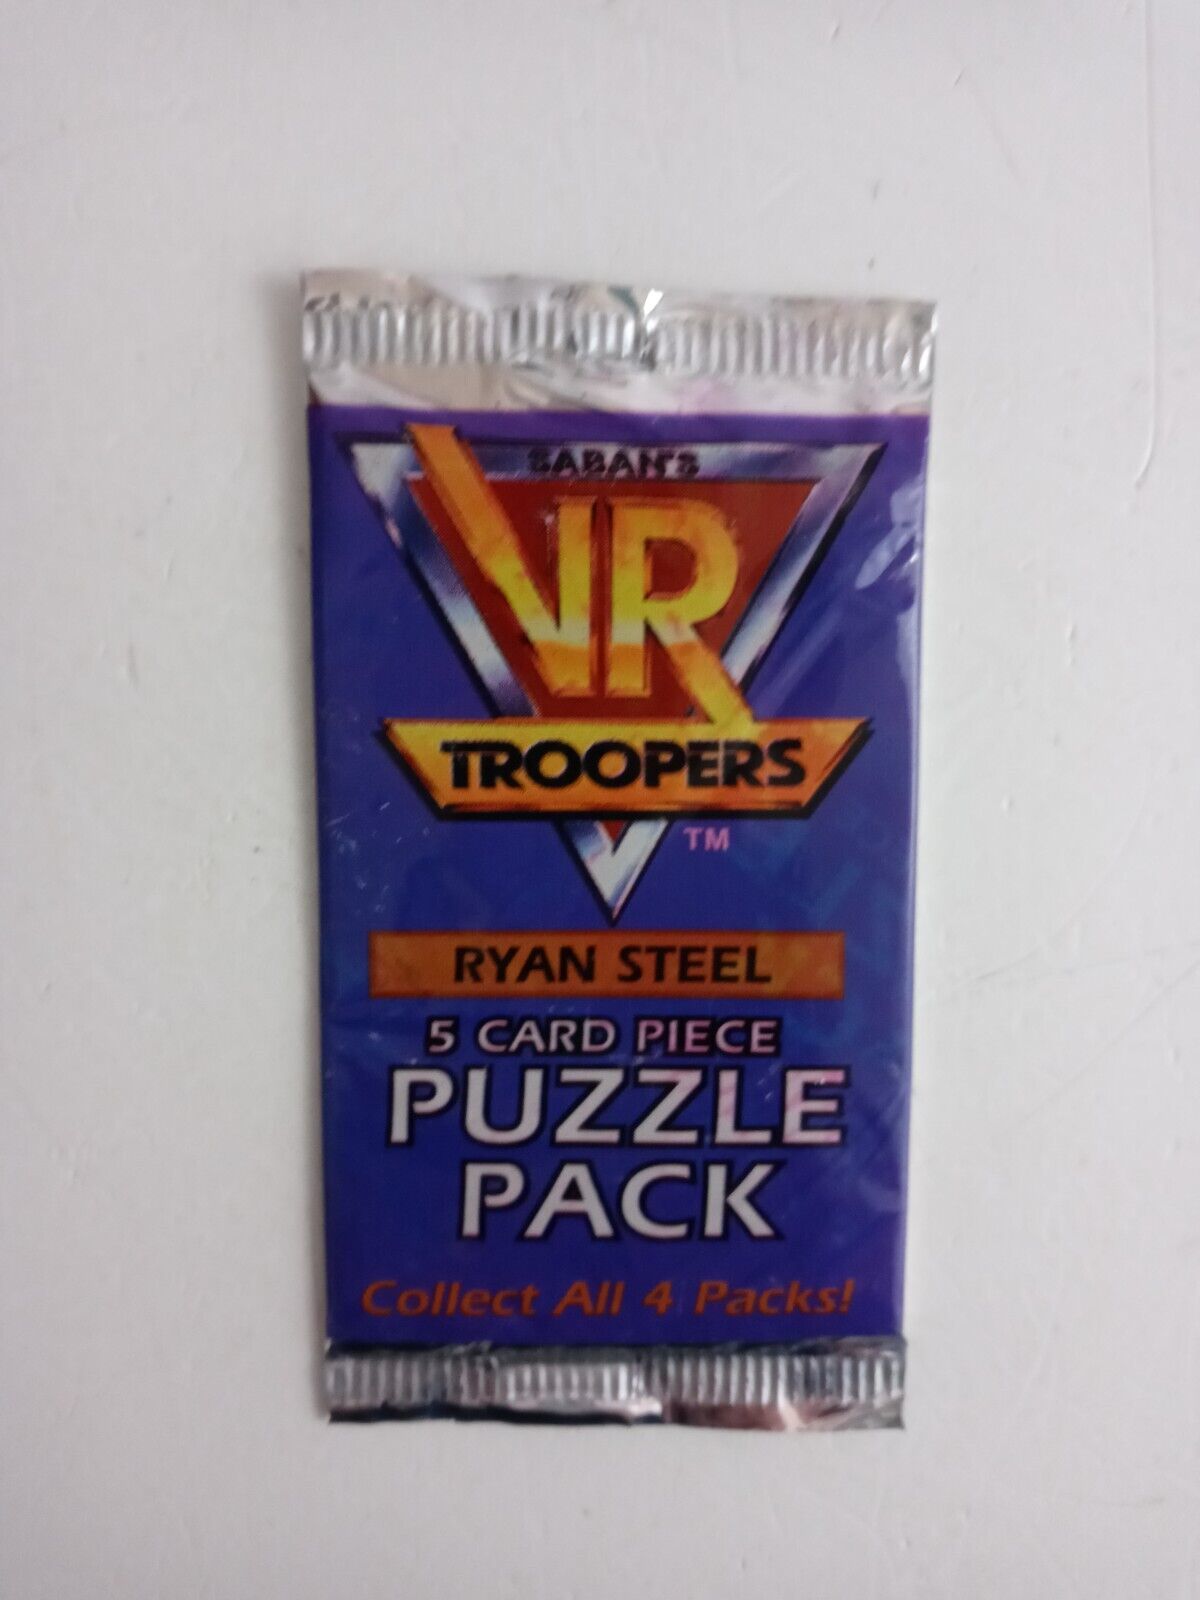 SABAN'S
VR
TROOPERS
TM
RYAN STEEL
5 CARD PIECE
PUZZLE
PACK
Collect All 4 Packs!